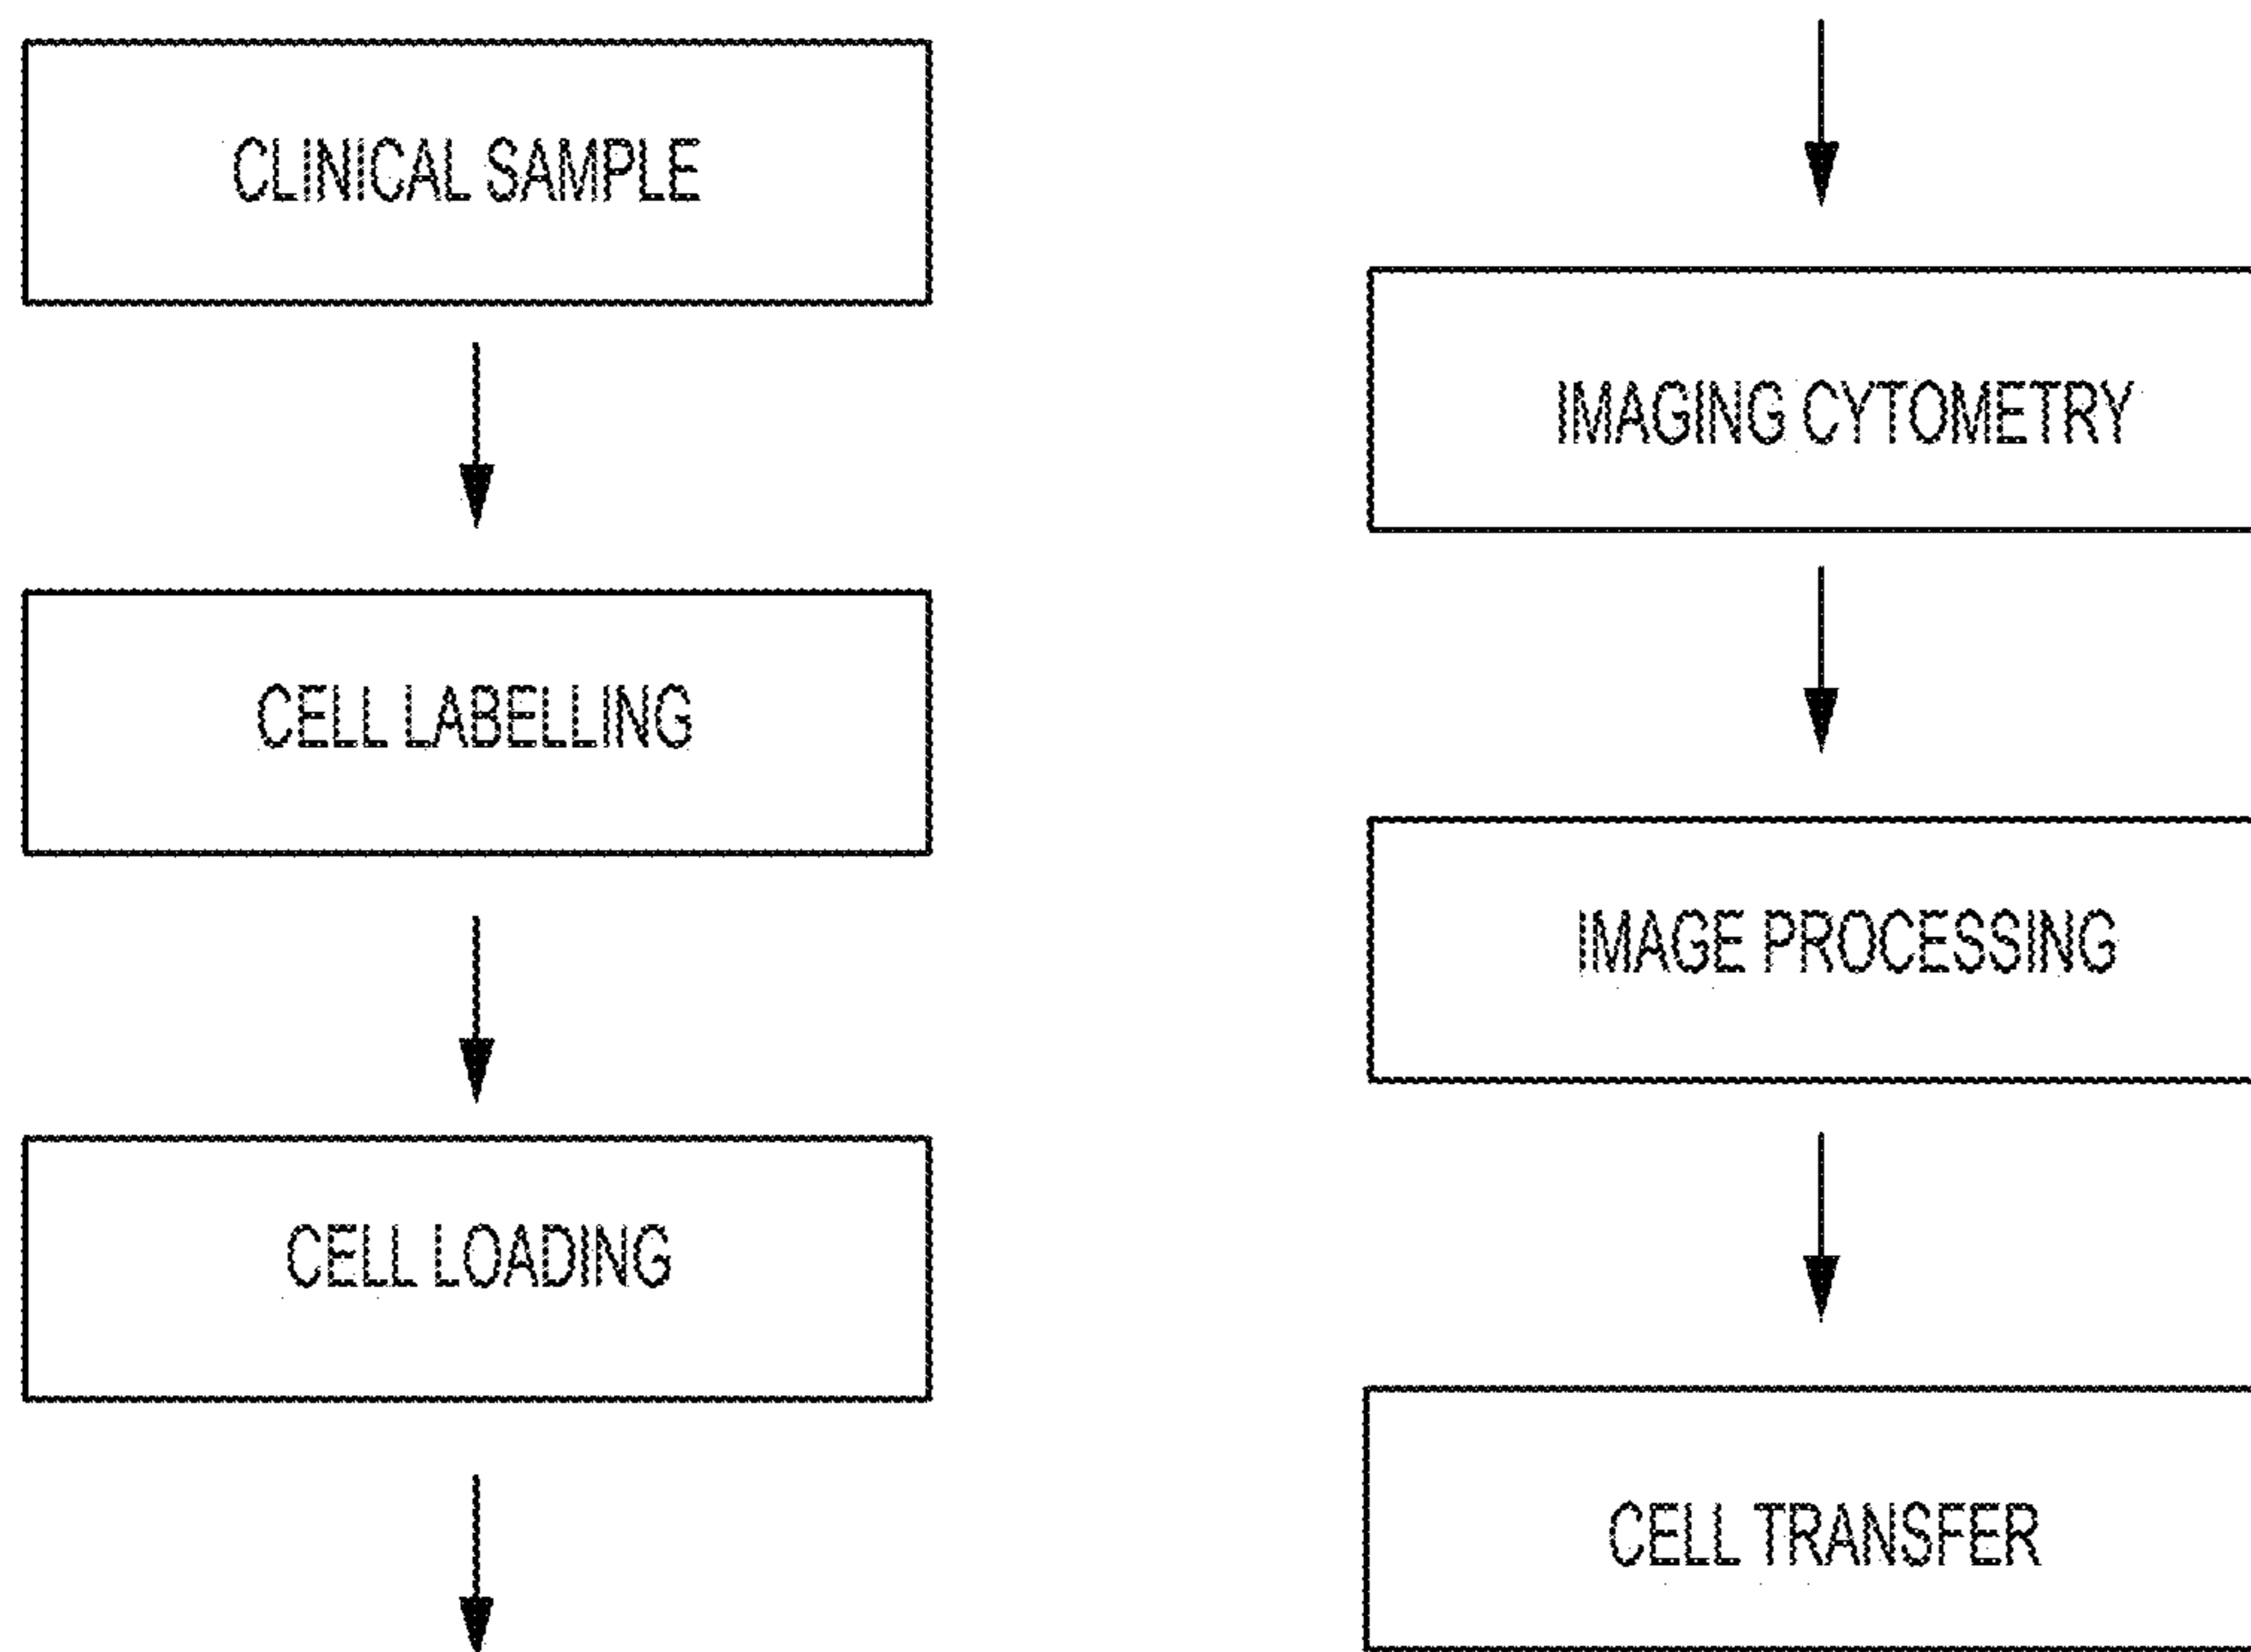 CLINICAL SAMPLE
CELL LABELLING
CELL LOADING
IMAGING CYTOMETRY
IMAGE PROCESSING
CELL TRANSFER